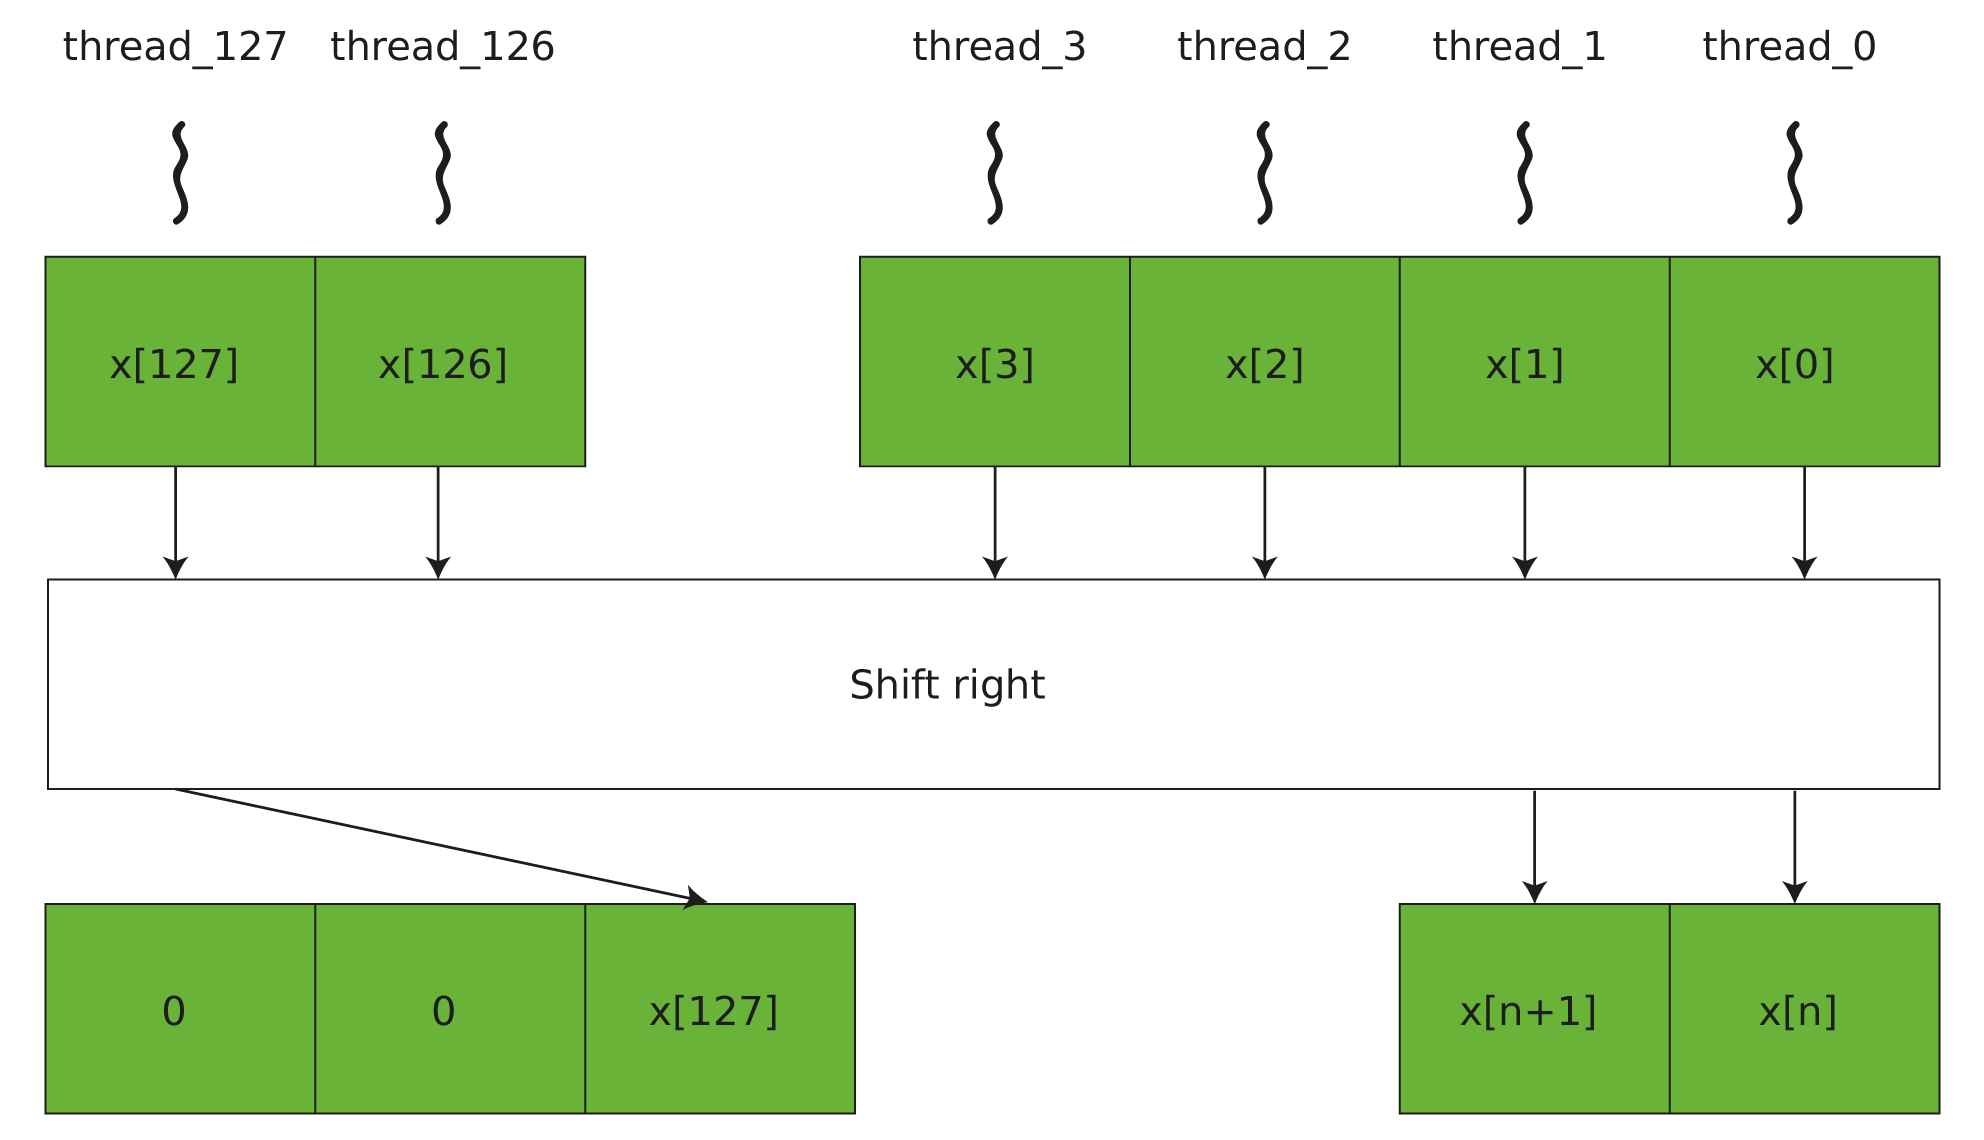 thread_127 thread_126 thread_3 thread_2 thread_1 thread_0
x[127] x[126] x[3] x[2] x[1] x[0]
Shift right
0 0 x[127] x[n+1] x[n]